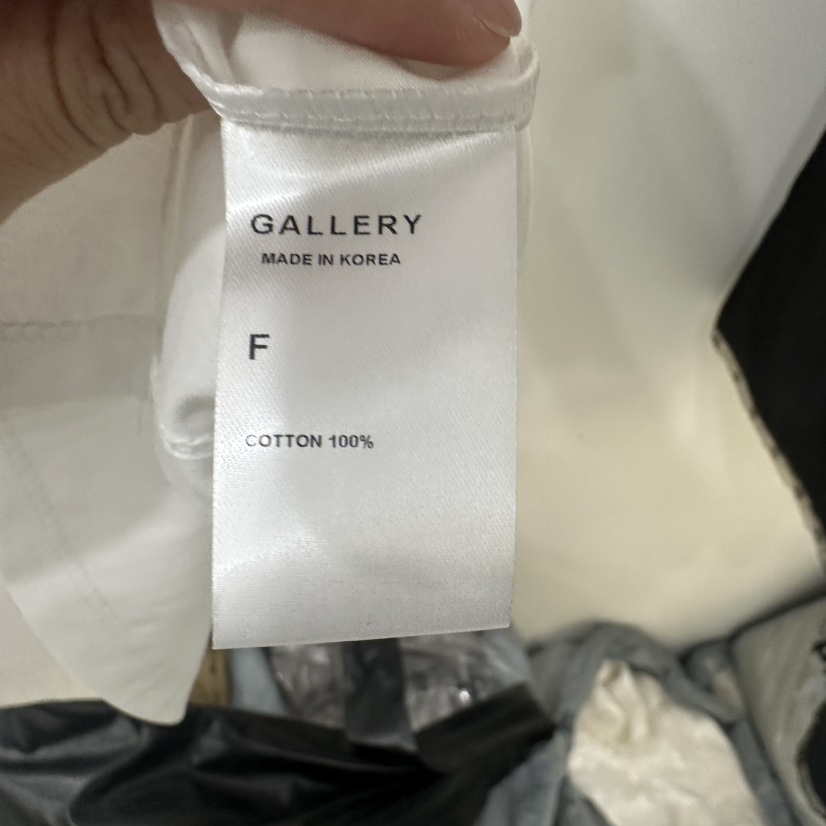 GALLERY
MADE IN KOREA
F
COTTON 100%